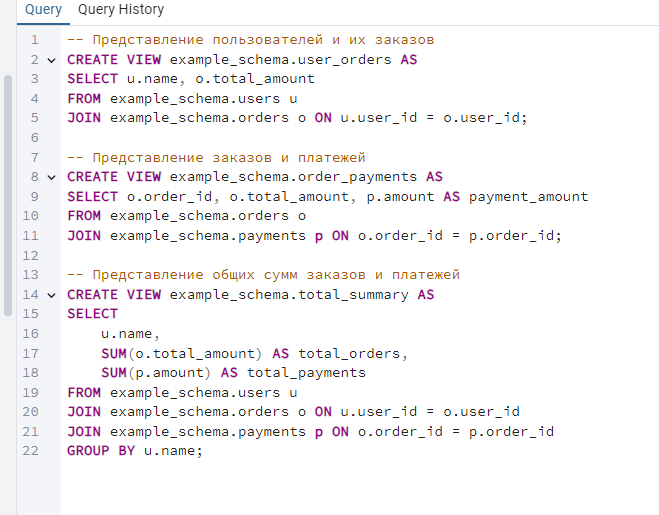 Query Query History
1 -- Представление пользователей и их заказов
2 CREATE VIEW example_schema.user_orders AS
3 SELECT u.name, o.total_amount
4 FROM example_schema.users u
5 JOIN example_schema.orders o ON u.user_id = o.user_id;
6
7 -- Представление заказов и платежей
8 CREATE VIEW example_schema.order_payments AS
9 SELECT o.order_id, o.total_amount, p.amount AS payment_amount
10 FROM example_schema.orders o
11 JOIN example_schema.payments p ON o.order_id = p.order_id;
12
13 -- Представление общих сумм заказов и платежей
14 CREATE VIEW example_schema.total_summary AS
15 SELECT
16     u.name,
17     SUM(o.total_amount) AS total_orders,
18     SUM(p.amount) AS total_payments
19 FROM example_schema.users u
20 JOIN example_schema.orders o ON u.user_id = o.user_id
21 JOIN example_schema.payments p ON o.order_id = p.order_id
22 GROUP BY u.name;